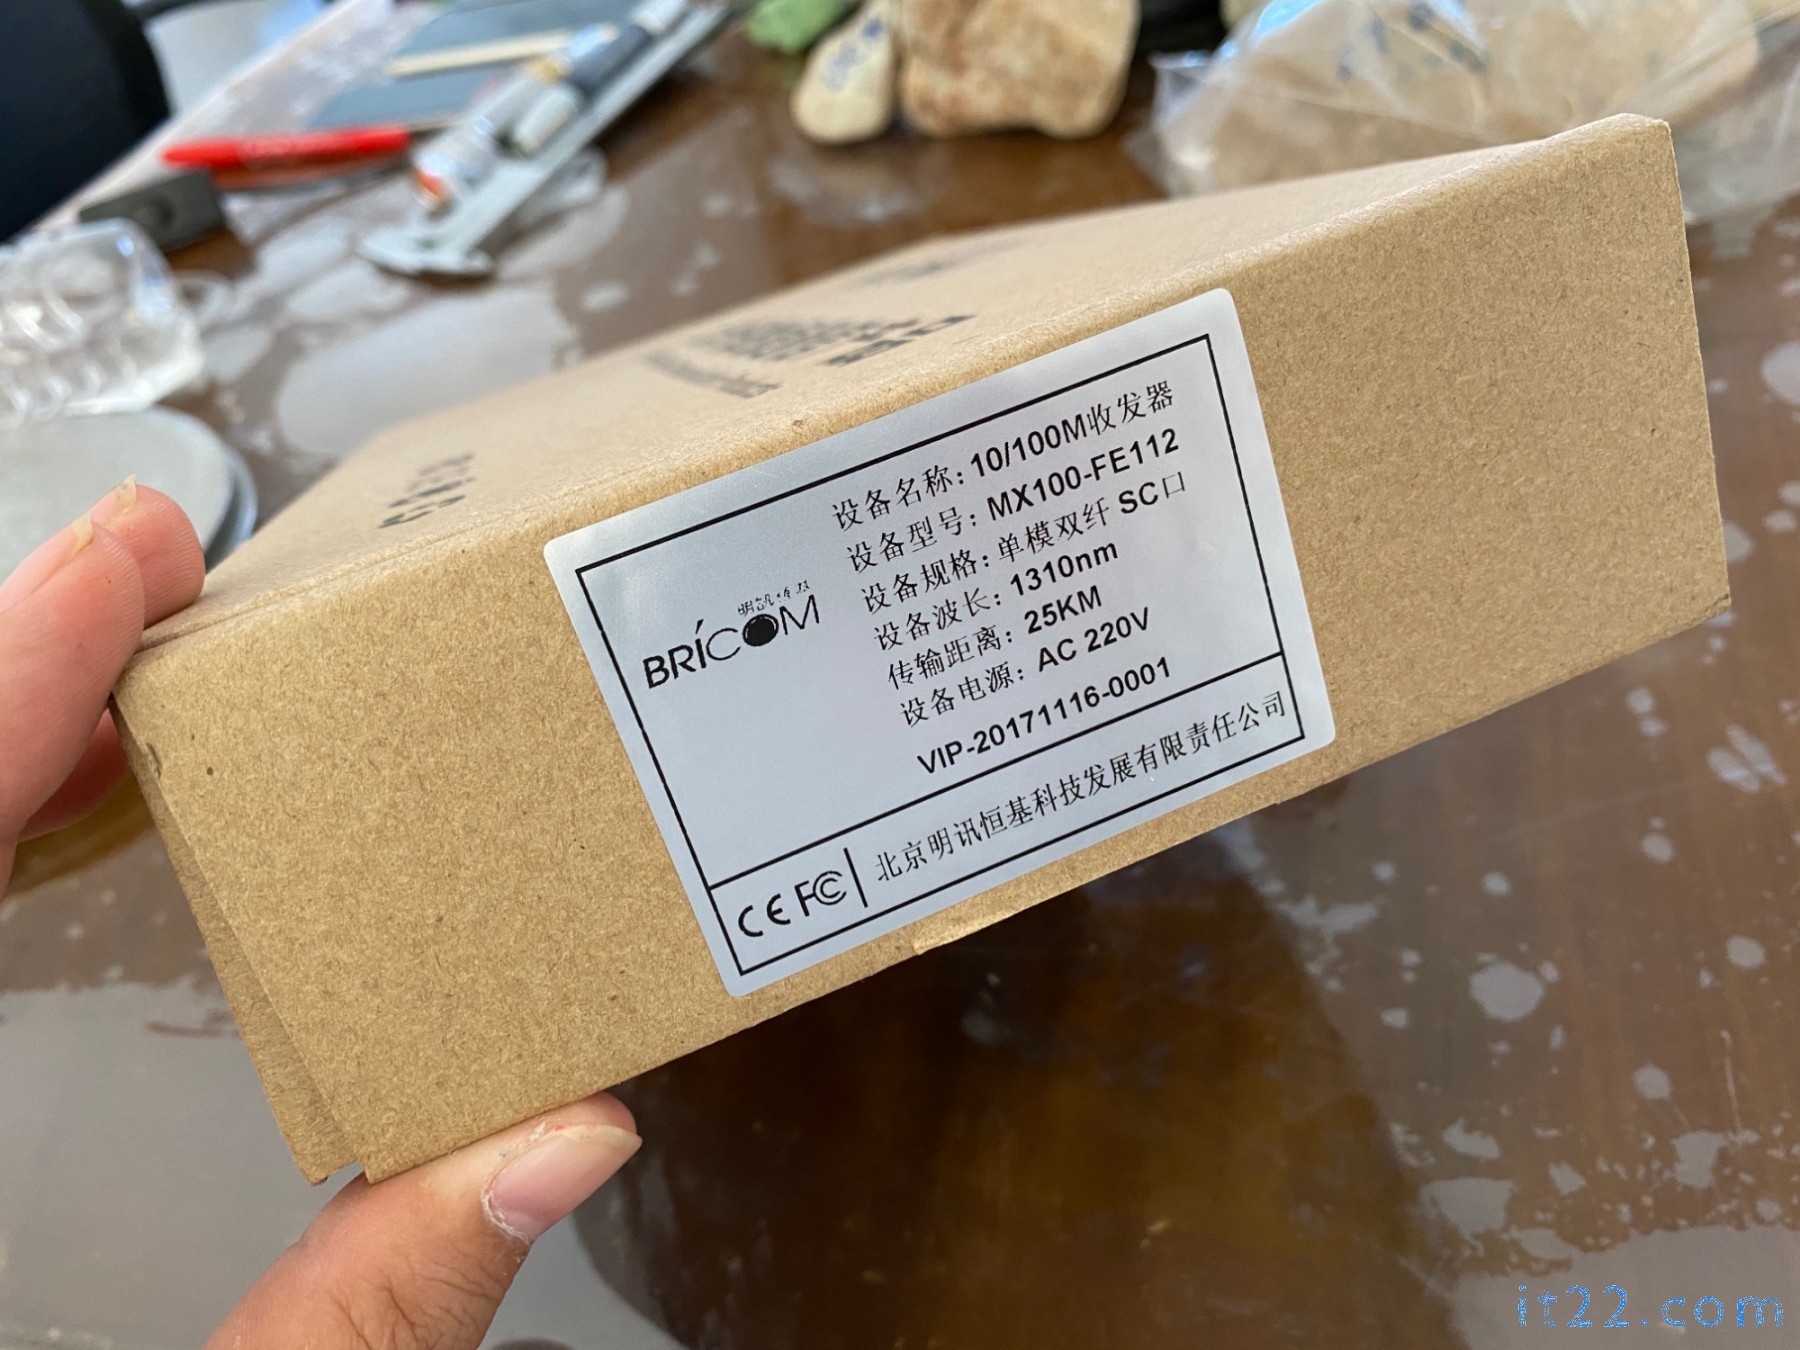 明凯博友
BRICOM
设备名称: 10/100M收发器
设备型号: MX100-FE112
设备规格: 单模双纤 SC口
设备波长: 1310nm
传输距离: 25KM
设备电源: AC 220V
VIP-20171116-0001
CE FC 北京明讯恒基科技发展有限责任公司
it22.com